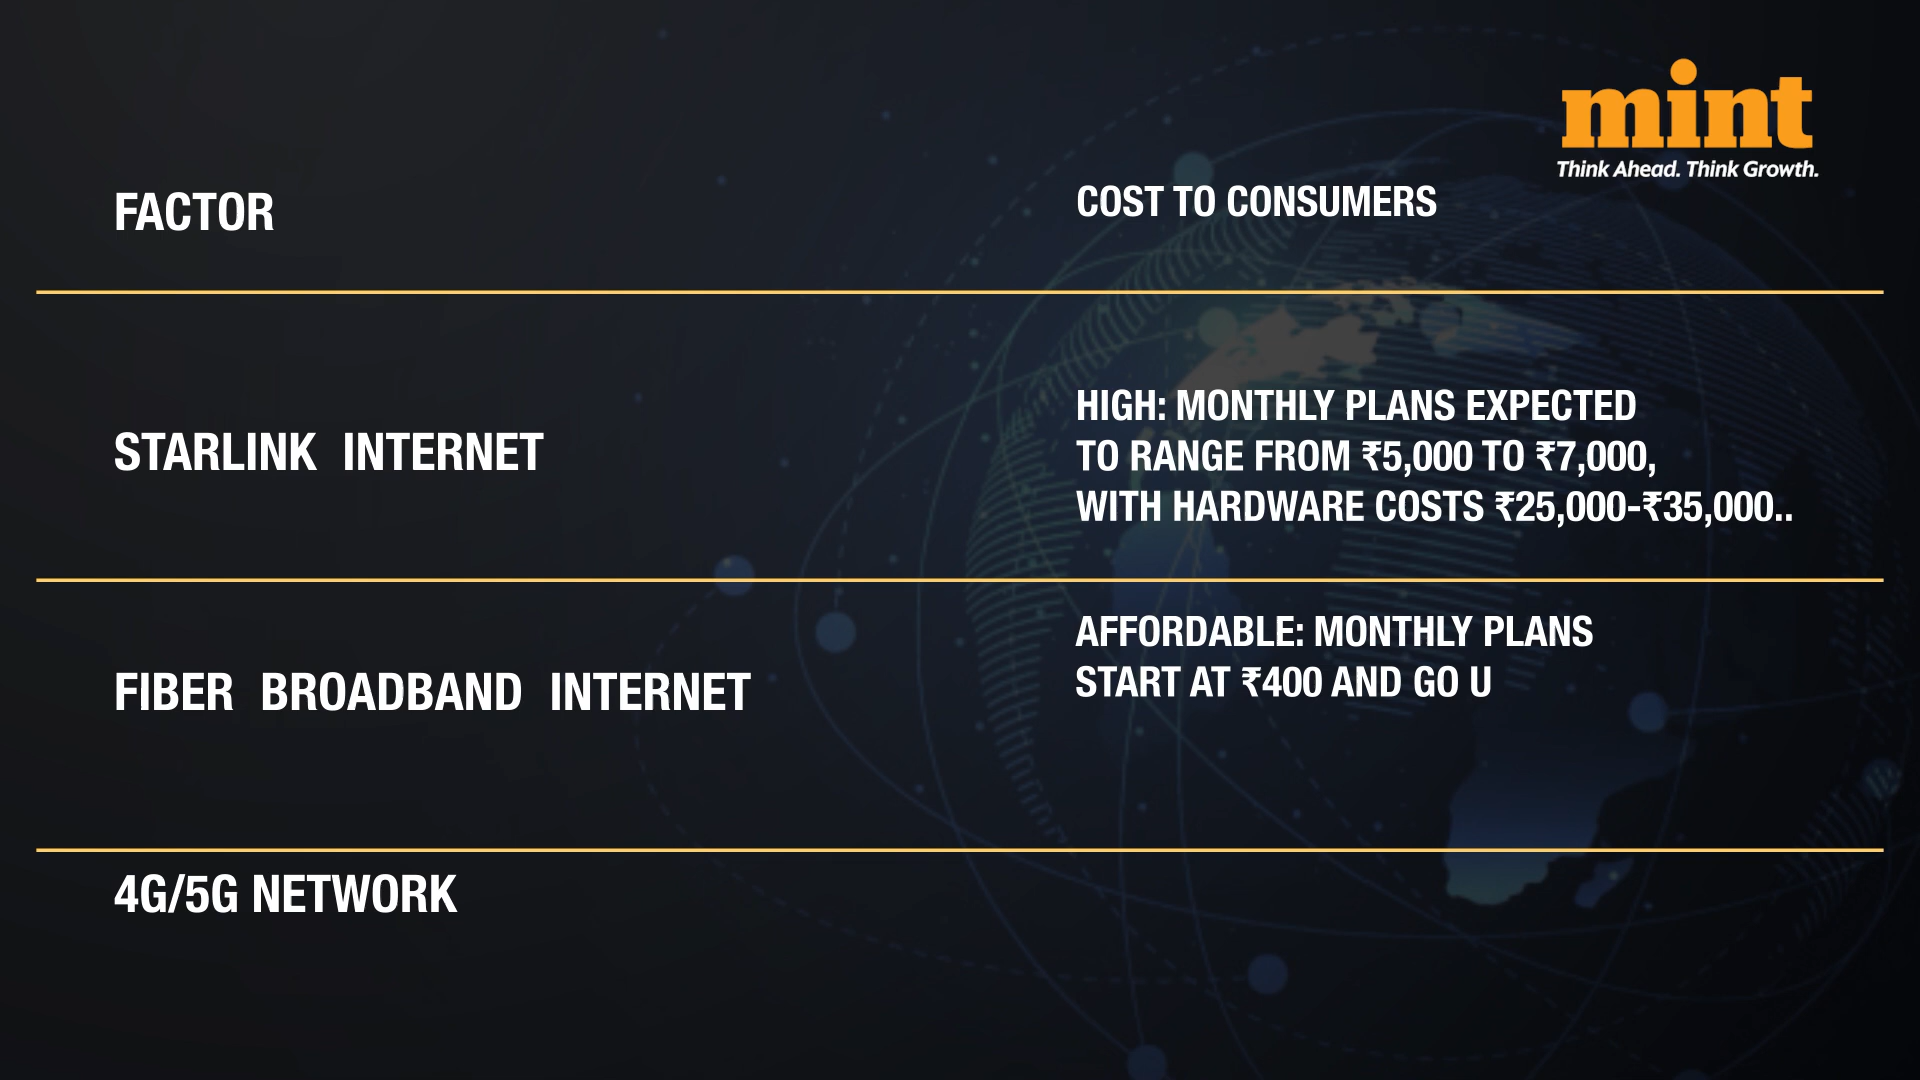 mint
Think Ahead. Think Growth.
FACTOR
COST TO CONSUMERS
STARLINK INTERNET
HIGH: MONTHLY PLANS EXPECTED
TO RANGE FROM ₹5,000 TO ₹7,000,
WITH HARDWARE COSTS ₹25,000-₹35,000..
FIBER BROADBAND INTERNET
AFFORDABLE: MONTHLY PLANS
START AT ₹400 AND GO U
4G/5G NETWORK